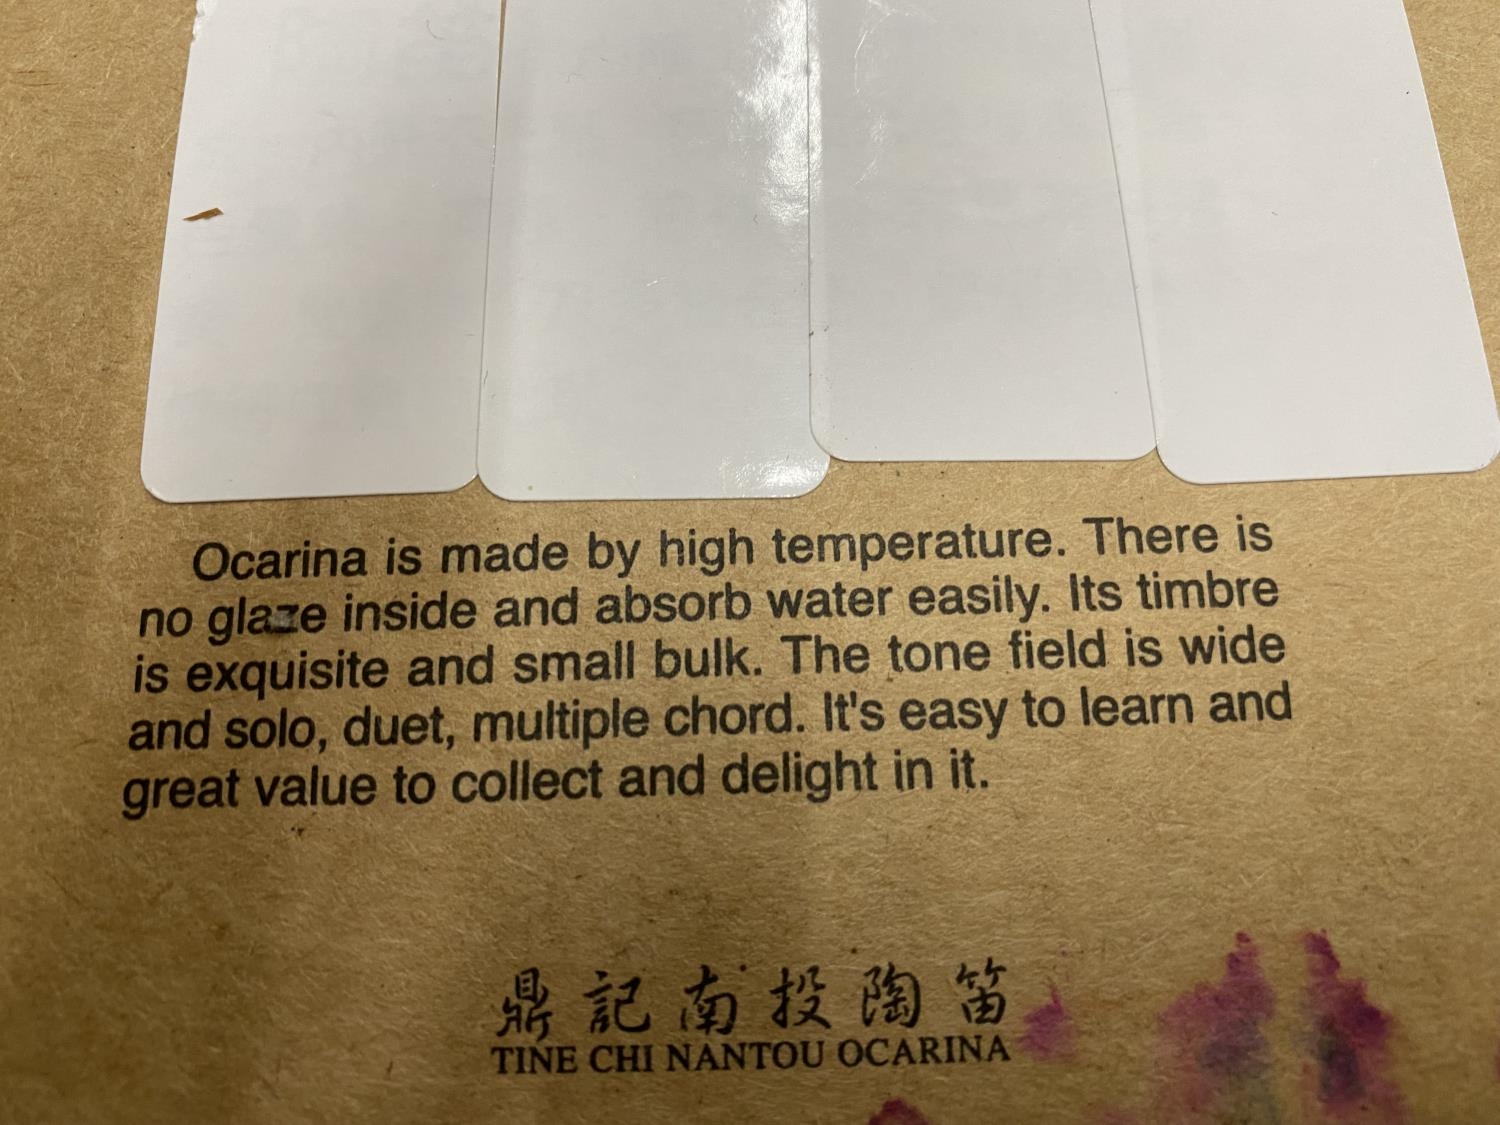 Ocarina is made by high temperature. There is
no glaze inside and absorb water easily. Its timbre
is exquisite and small bulk. The tone field is wide
and solo, duet, multiple chord. It's easy to learn and
great value to collect and delight in it.
鼎記南投陶笛
TINE CHI NANTOU OCARINA